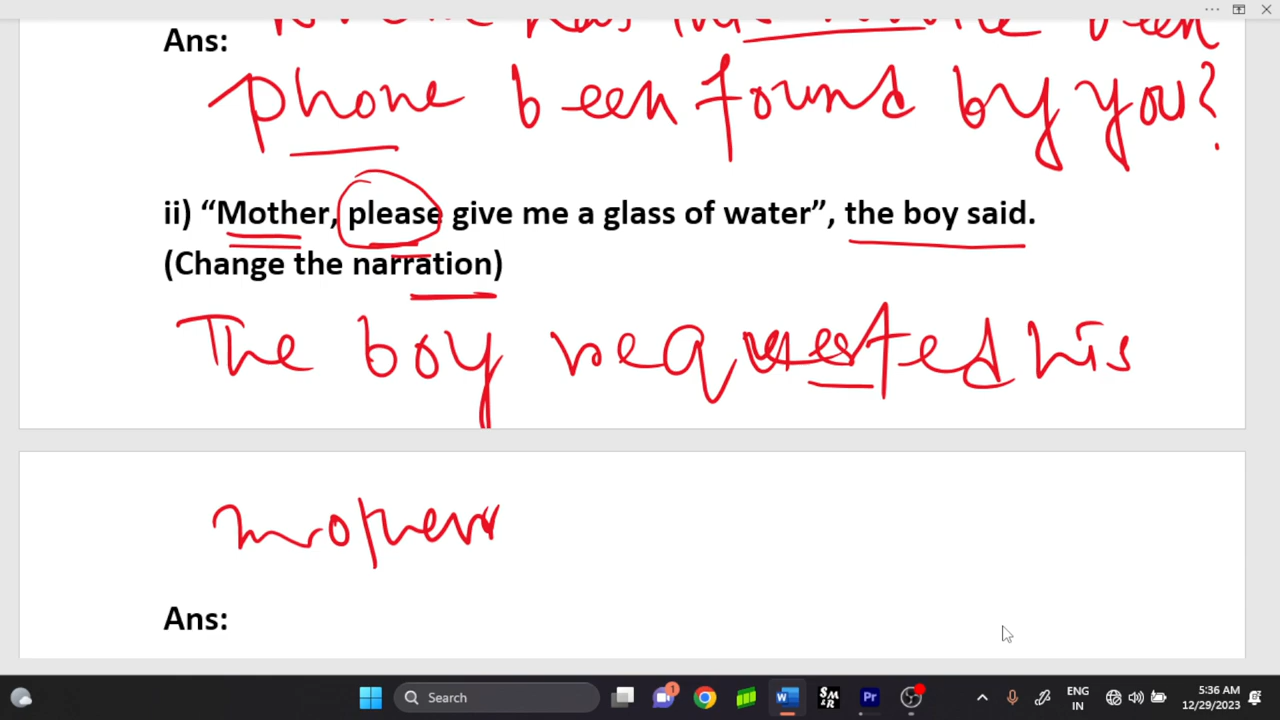 Ans:
phone been found by you?
ii) “Mother, please give me a glass of water”, the boy said.
(Change the narration)
The boy requested his
mother
Ans:
Search
1
ENG
IN
5:36 AM
12/29/2023